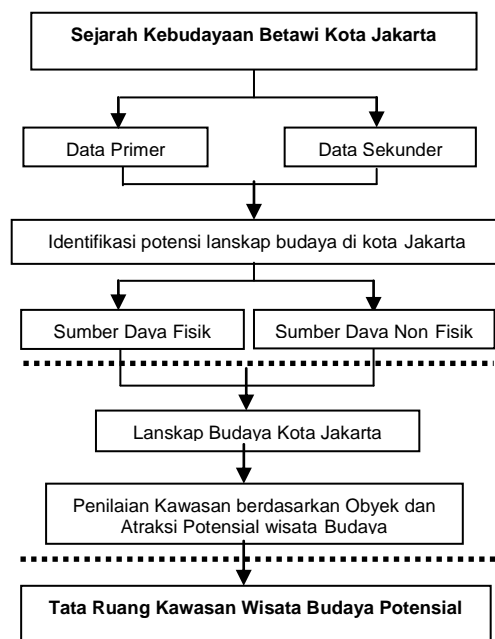 Sejarah Kebudayaan Betawi Kota Jakarta
Data Primer
Data Sekunder
Identifikasi potensi lanskap budaya di kota Jakarta
Sumber Daya Fisik
Sumber Daya Non Fisik
Lanskap Budaya Kota Jakarta
Penilaian Kawasan berdasarkan Obyek dan
Atraksi Potensial wisata Budaya
Tata Ruang Kawasan Wisata Budaya Potensial